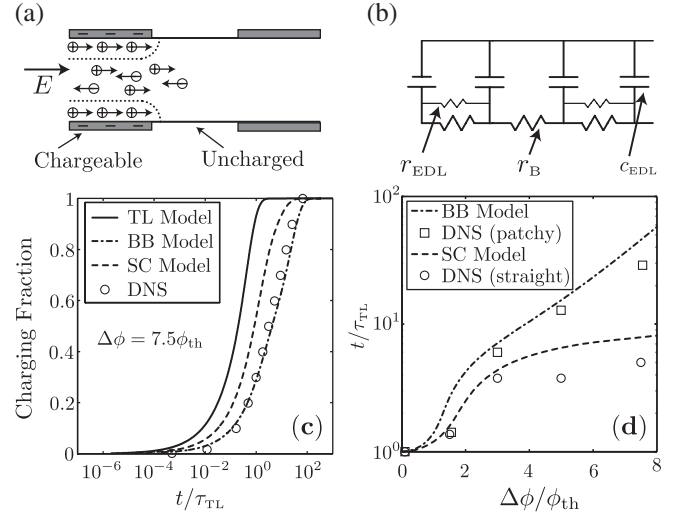 (a)
E
Chargeable
Uncharged
(b)
r_EDL
r_B
c_EDL
Charging Fraction
1
0.8
0.6
0.4
0.2
0
TL Model
BB Model
SC Model
DNS
Δϕ = 7.5ϕ_th
(c)
10^−6 10^−4 10^−2 10^0 10^2
t/τ_TL
t/τ_TL
10^2
10^1
10^0
BB Model
DNS (patchy)
SC Model
DNS (straight)
(d)
0 2 4 6 8
Δϕ/ϕ_th